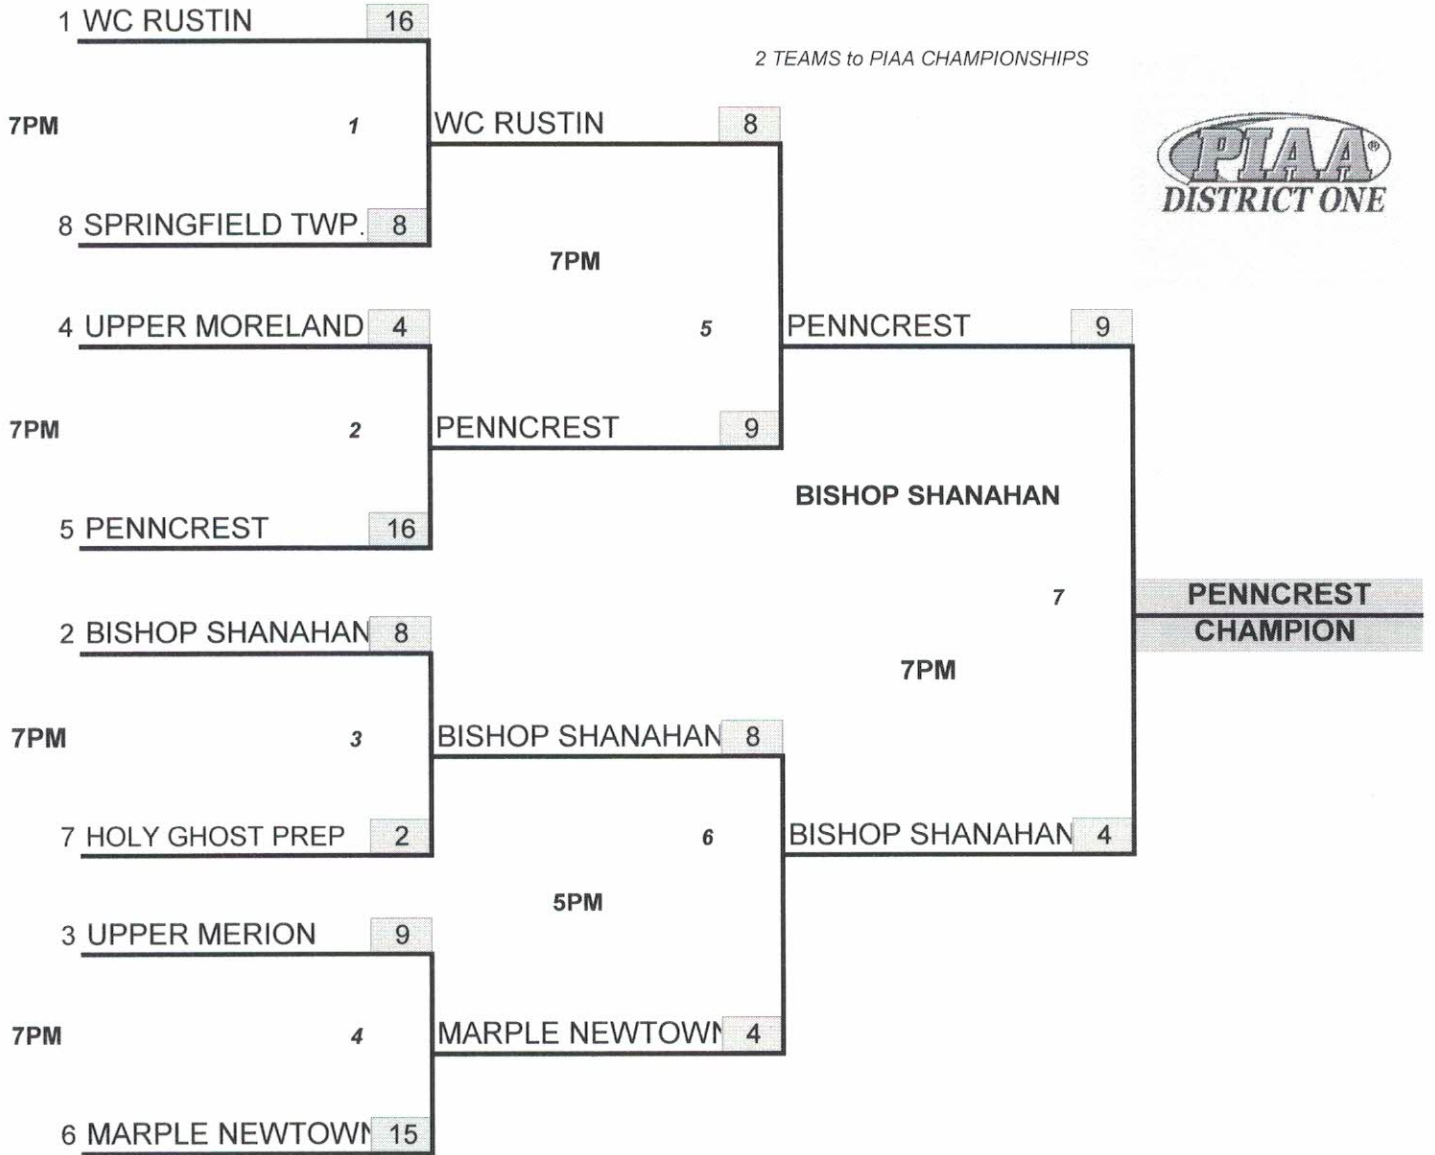 1 WC RUSTIN 16
2 TEAMS to PIAA CHAMPIONSHIPS
7PM 1 WC RUSTIN 8
PIAA®
DISTRICT ONE
8 SPRINGFIELD TWP. 8
7PM
4 UPPER MORELAND 4 5 PENNCREST 9
7PM 2 PENNCREST 9
BISHOP SHANAHAN
5 PENNCREST 16
7 PENNCREST
CHAMPION
2 BISHOP SHANAHAN 8
7PM
7PM 3 BISHOP SHANAHAN 8
7 HOLY GHOST PREP 2 6 BISHOP SHANAHAN 4
5PM
3 UPPER MERION 9
7PM 4 MARPLE NEWTOWN 4
6 MARPLE NEWTOWN 15